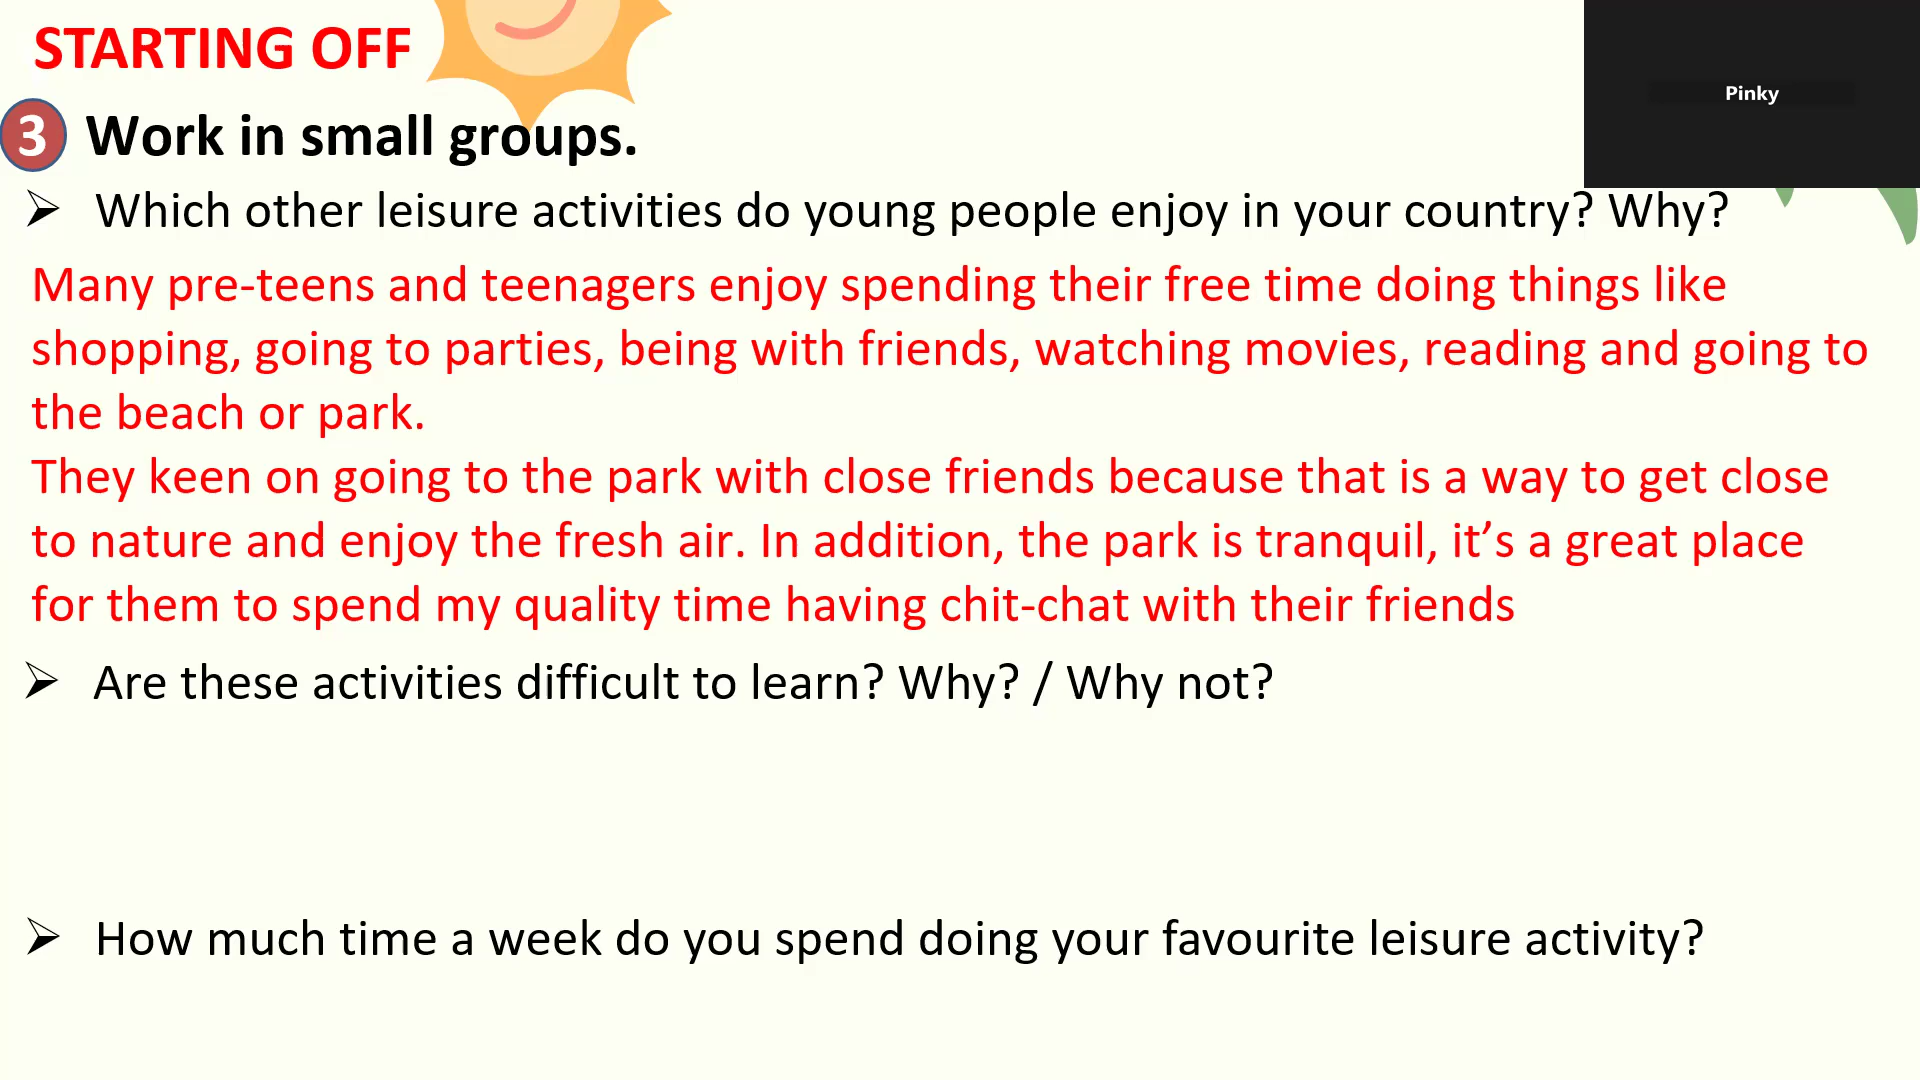 STARTING OFF
Pinky
3 Work in small groups.
➢ Which other leisure activities do young people enjoy in your country? Why?
Many pre-teens and teenagers enjoy spending their free time doing things like
shopping, going to parties, being with friends, watching movies, reading and going to
the beach or park.
They keen on going to the park with close friends because that is a way to get close
to nature and enjoy the fresh air. In addition, the park is tranquil, it’s a great place
for them to spend my quality time having chit-chat with their friends
➢ Are these activities difficult to learn? Why? / Why not?
➢ How much time a week do you spend doing your favourite leisure activity?